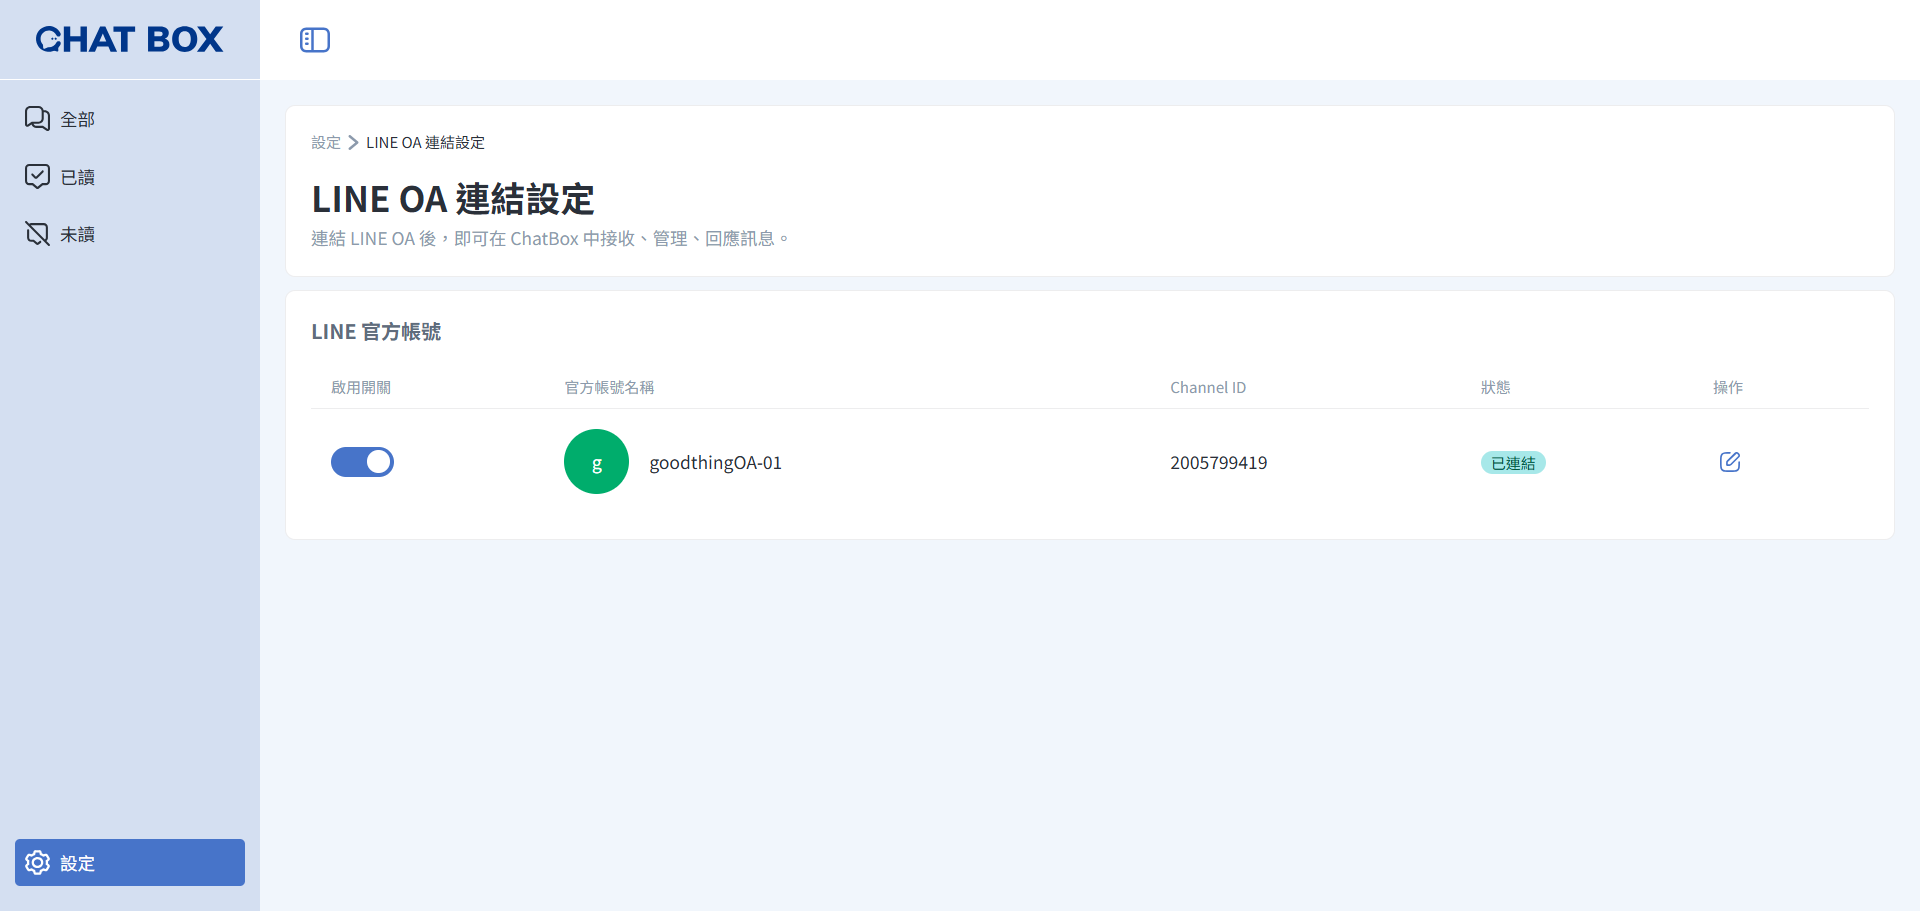 CHAT BOX
全部
已讀
未讀
設定
設定 > LINE OA 連結設定
LINE OA 連結設定
連結 LINE OA 後，即可在 ChatBox 中接收、管理、回應訊息。
LINE 官方帳號
啟用開關 官方帳號名稱 Channel ID 狀態 操作
g goodthingOA-01 2005799419 已連結